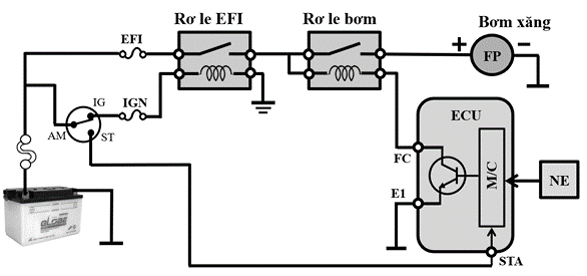 Rơ le EFI
Rơ le bơm
Bơm xăng
EFI
+
FP
−
IG
IGN
AM
ST
ECU
FC
M/C
NE
E1
STA
GLOBE